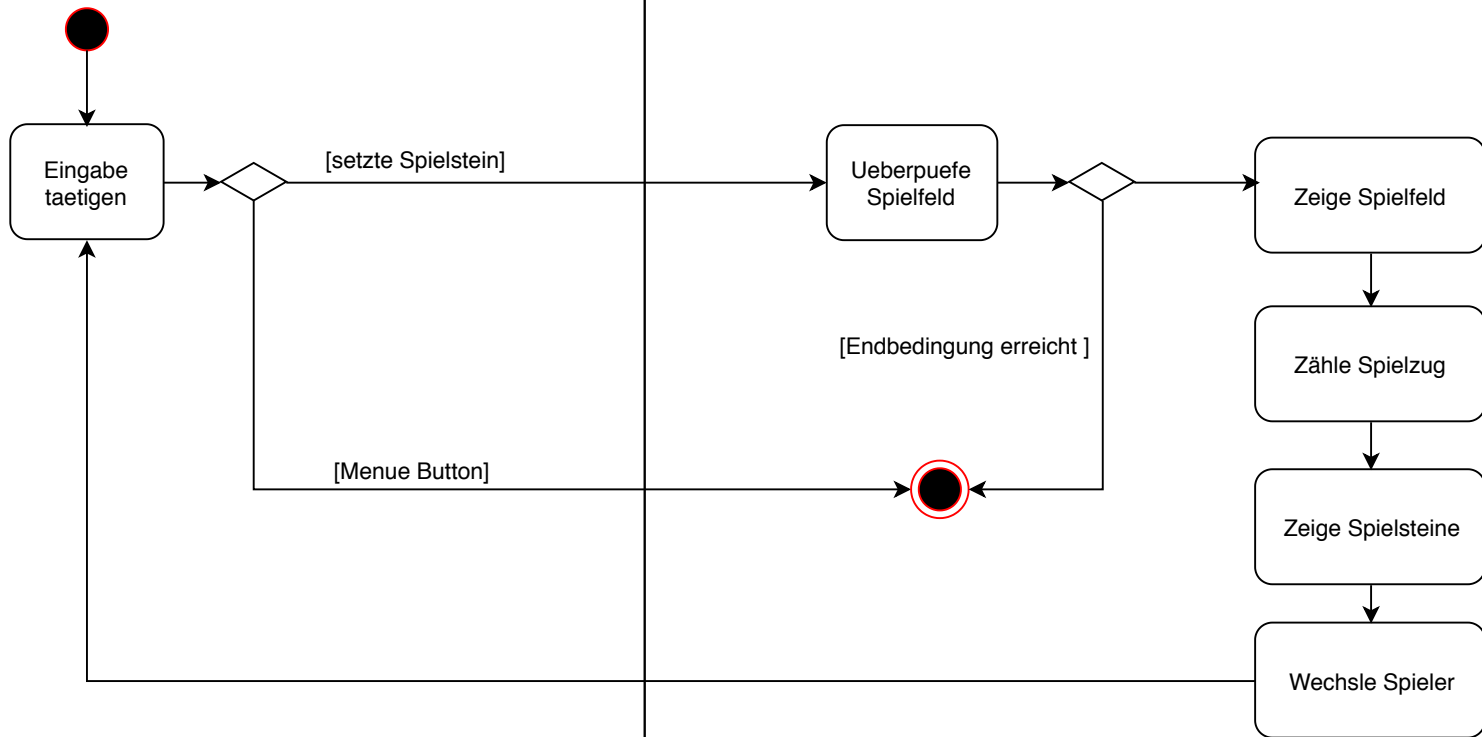 Eingabe
taetigen
[setzte Spielstein]
Ueberpuefe
Spielfeld
Zeige Spielfeld
[Endbedingung erreicht ]
Zähle Spielzug
[Menue Button]
Zeige Spielsteine
Wechsle Spieler